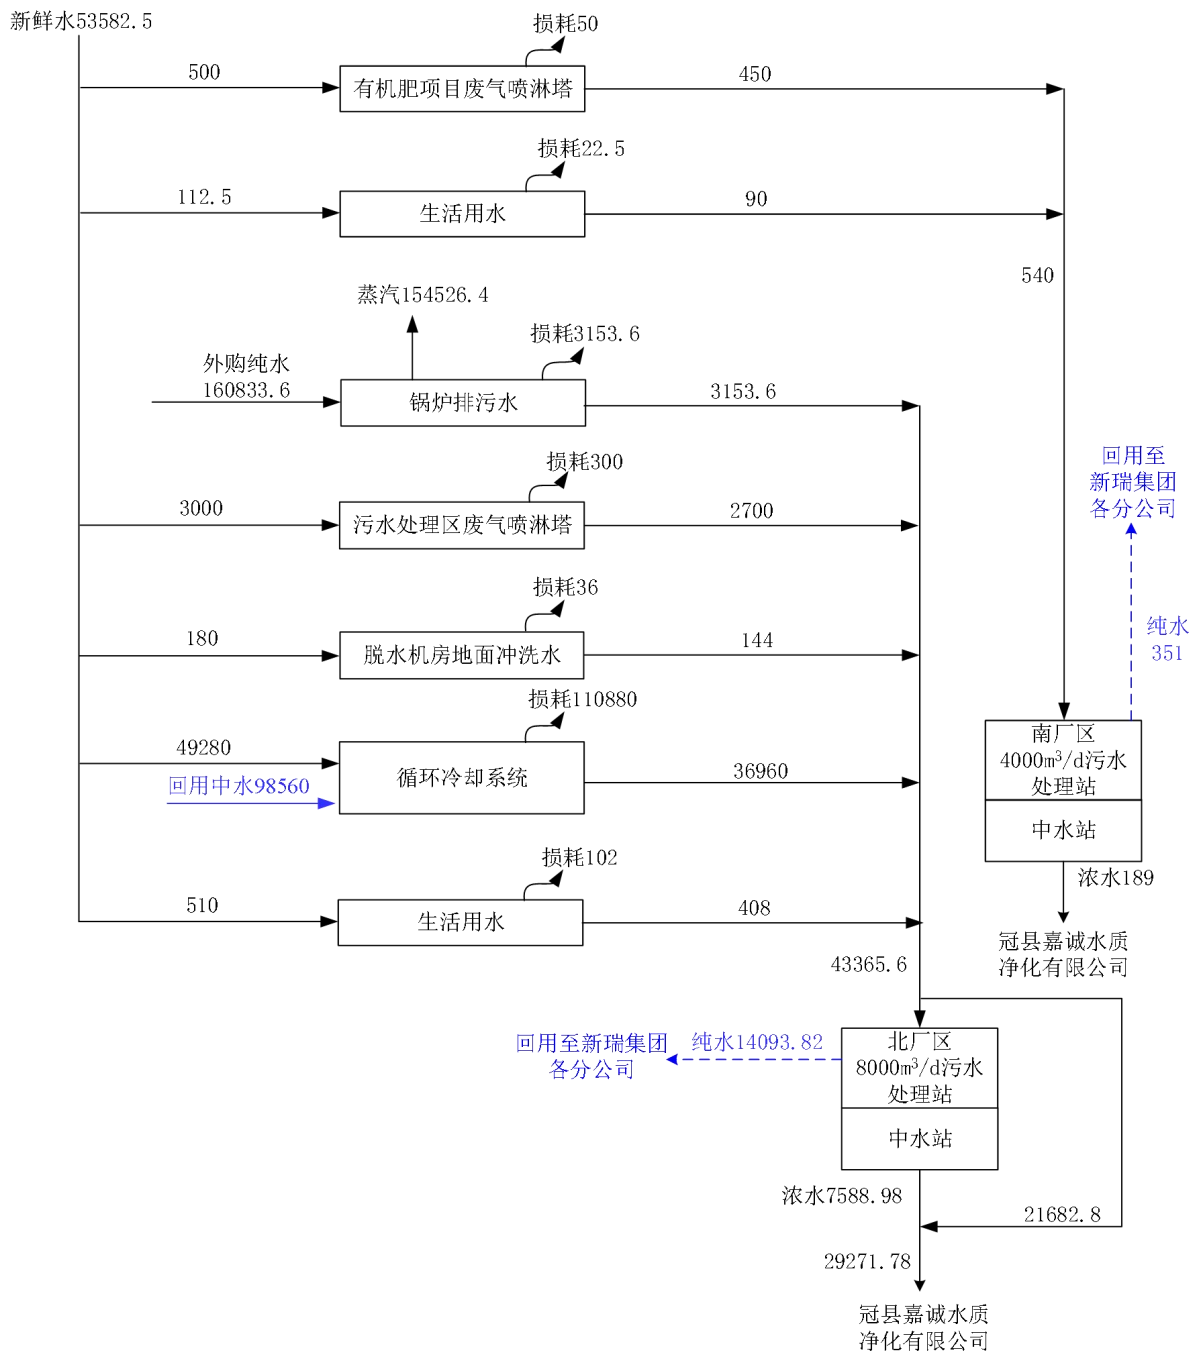 新鲜水53582.5
损耗50
500
有机肥项目废气喷淋塔
450
损耗22.5
112.5
生活用水
90
540
蒸汽154526.4
损耗3153.6
外购纯水
160833.6
锅炉排污水
3153.6
损耗300
3000
污水处理区废气喷淋塔
2700
回用至
新瑞集团
各分公司
纯水
351
损耗36
180
脱水机房地面冲洗水
144
损耗110880
49280
回用中水98560
循环冷却系统
36960
南厂区
4000m³/d污水
处理站
中水站
浓水189
冠县嘉诚水质
净化有限公司
损耗102
510
生活用水
408
43365.6
回用至新瑞集团
各分公司
纯水14093.82
北厂区
8000m³/d污水
处理站
中水站
浓水7588.98
21682.8
29271.78
冠县嘉诚水质
净化有限公司